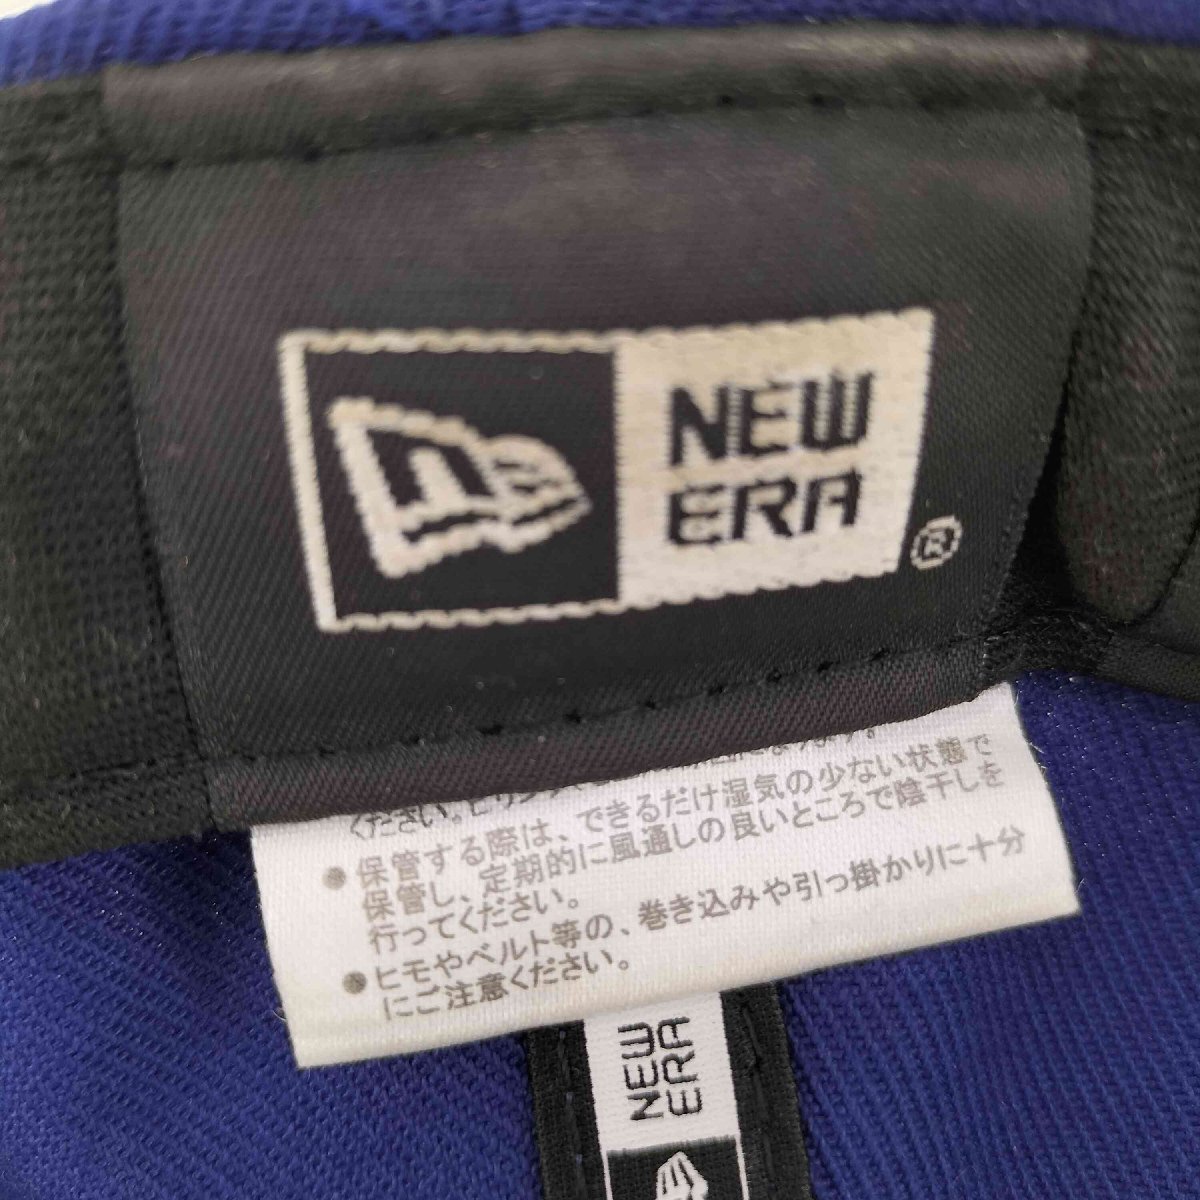 NEW
ERA
®
ください。
●保管する際は、できるだけ湿気の少ない状態で
保管し、定期的に風通しの良いところで陰干しを
行ってください。
●ヒモやベルト等の、巻き込みや引っ掛かりに十分
にご注意ください。
NEW
ERA